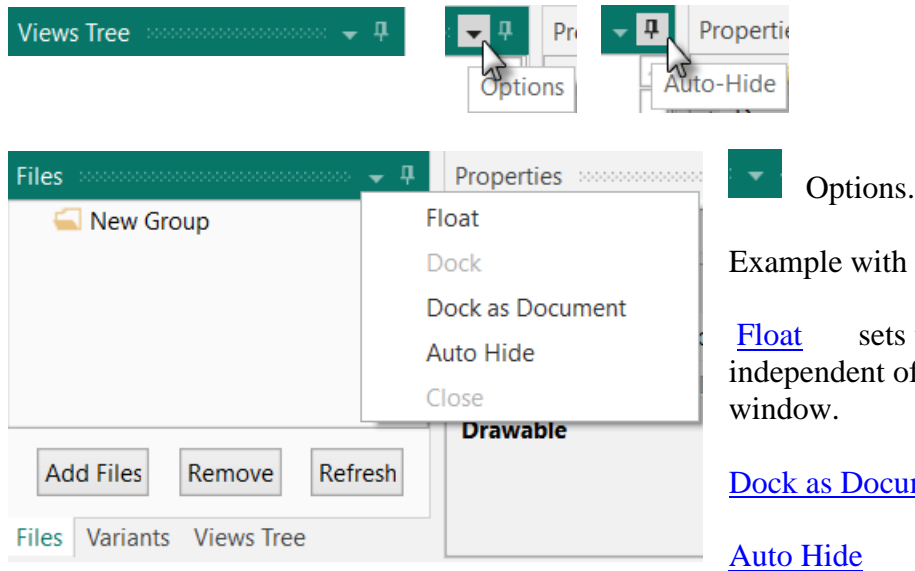 Views Tree
Options
Properti
Auto-Hide
Files
Properties
New Group
Float
Dock
Dock as Document
Auto Hide
Close
Drawable
Add Files Remove Refresh
Files Variants Views Tree
Options.
Example with
Float sets
independent of
window.
Dock as Docu
Auto Hide